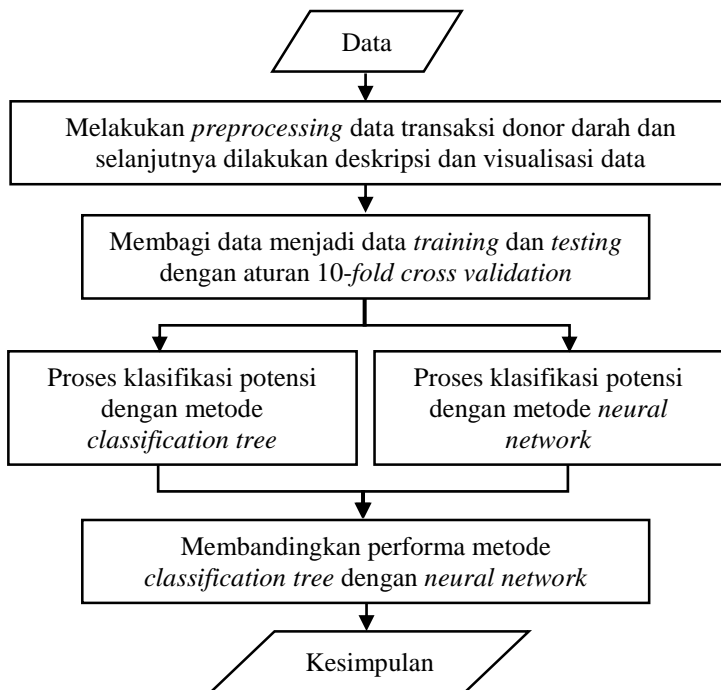 Data
Melakukan preprocessing data transaksi donor darah dan
selanjutnya dilakukan deskripsi dan visualisasi data
Membagi data menjadi data training dan testing
dengan aturan 10-fold cross validation
Proses klasifikasi potensi
dengan metode
classification tree
Proses klasifikasi potensi
dengan metode neural
network
Membandingkan performa metode
classification tree dengan neural network
Kesimpulan